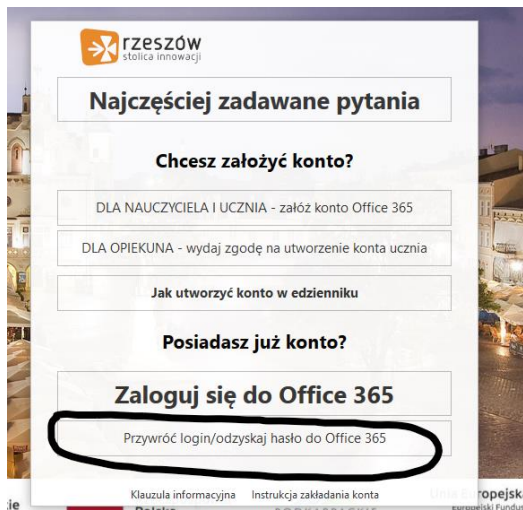 rzeszów
stolica innowacji
Najczęściej zadawane pytania
Chcesz założyć konto?
DLA NAUCZYCIELA I UCZNIA - załóż konto Office 365
DLA OPIEKUNA - wydaj zgodę na utworzenie konta ucznia
Jak utworzyć konto w edzienniku
Posiadasz już konto?
Zaloguj się do Office 365
Przywróć login/odzyskaj hasło do Office 365
Klauzula informacyjna Instrukcja zakładania konta